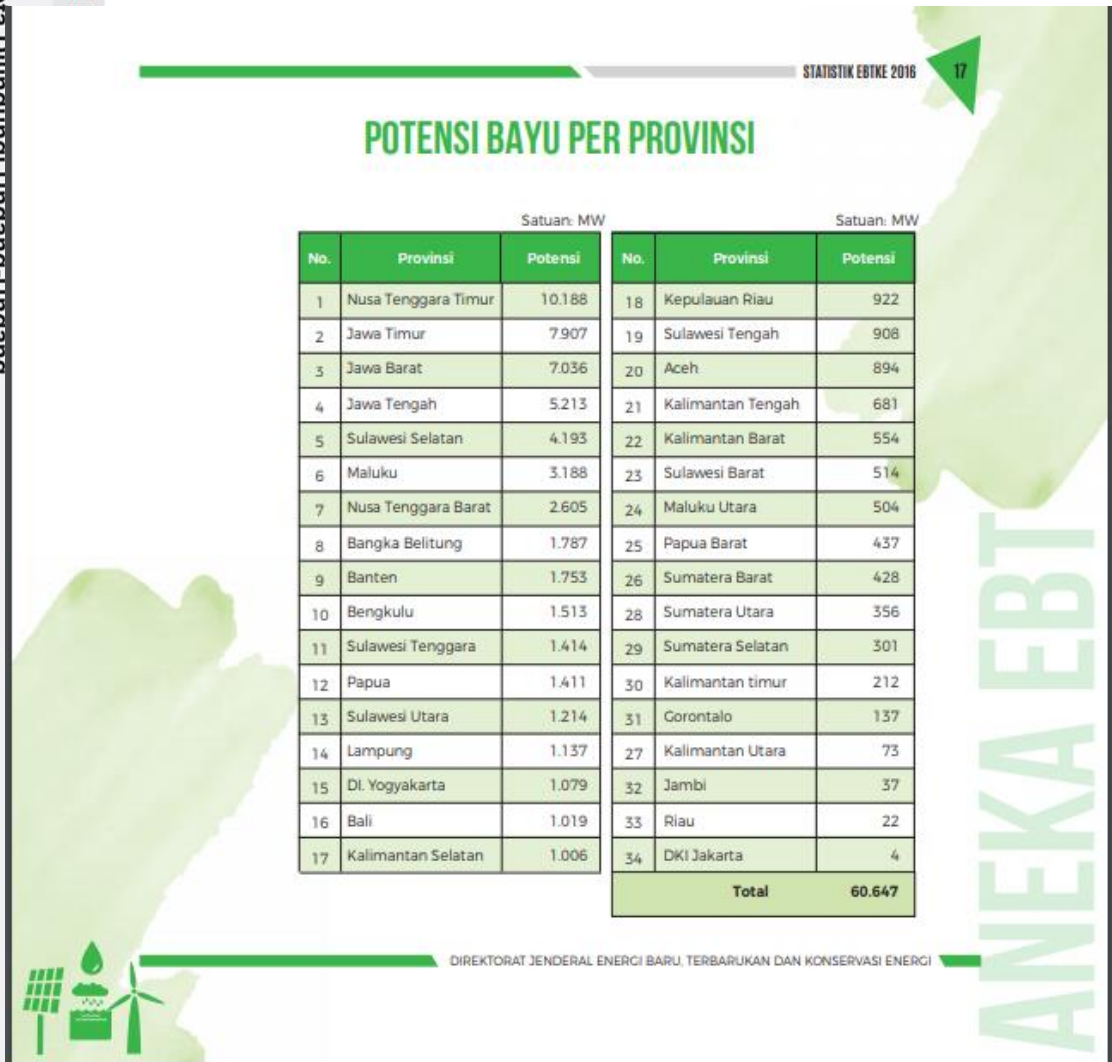 STATISTIK EBTKE 2016
17
POTENSI BAYU PER PROVINSI
Satuan: MW
No. Provinsi Potensi
1 Nusa Tenggara Timur 10.188
2 Jawa Timur 7.907
3 Jawa Barat 7.036
4 Jawa Tengah 5.213
5 Sulawesi Selatan 4.193
6 Maluku 3.188
7 Nusa Tenggara Barat 2.605
8 Bangka Belitung 1.787
9 Banten 1.753
10 Bengkulu 1.513
11 Sulawesi Tenggara 1.414
12 Papua 1.411
13 Sulawesi Utara 1.214
14 Lampung 1.137
15 DI. Yogyakarta 1.079
16 Bali 1.019
17 Kalimantan Selatan 1.006
Satuan: MW
No. Provinsi Potensi
18 Kepulauan Riau 922
19 Sulawesi Tengah 908
20 Aceh 894
21 Kalimantan Tengah 681
22 Kalimantan Barat 554
23 Sulawesi Barat 514
24 Maluku Utara 504
25 Papua Barat 437
26 Sumatera Barat 428
28 Sumatera Utara 356
29 Sumatera Selatan 301
30 Kalimantan timur 212
31 Gorontalo 137
27 Kalimantan Utara 73
32 Jambi 37
33 Riau 22
34 DKI Jakarta 4
Total 60.647
ANEKA EBT
DIREKTORAT JENDERAL ENERGI BARU, TERBARUKAN DAN KONSERVASI ENERGI